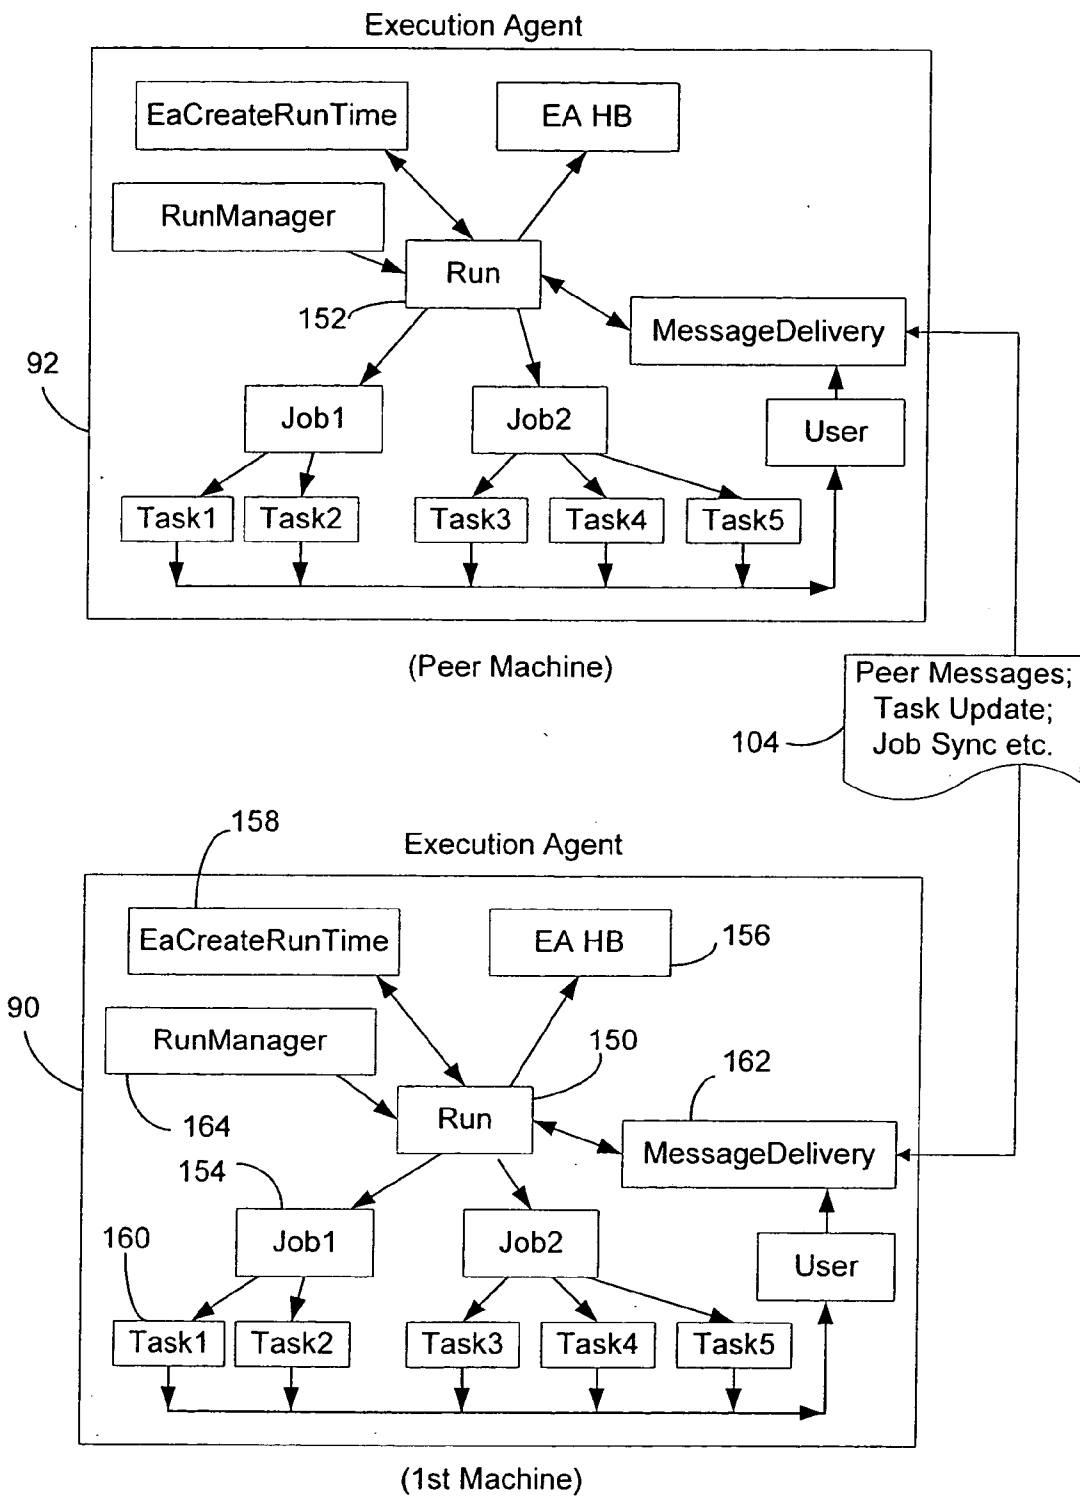 Execution Agent
EaCreateRunTime
EA HB
RunManager
Run
152
MessageDelivery
92
Job1
Job2
User
Task1
Task2
Task3
Task4
Task5
(Peer Machine)
Peer Messages;
Task Update;
Job Sync etc.
104
158
Execution Agent
EaCreateRunTime
EA HB
156
90
RunManager
150
162
164
Run
MessageDelivery
154
160
Job1
Job2
User
Task1
Task2
Task3
Task4
Task5
(1st Machine)